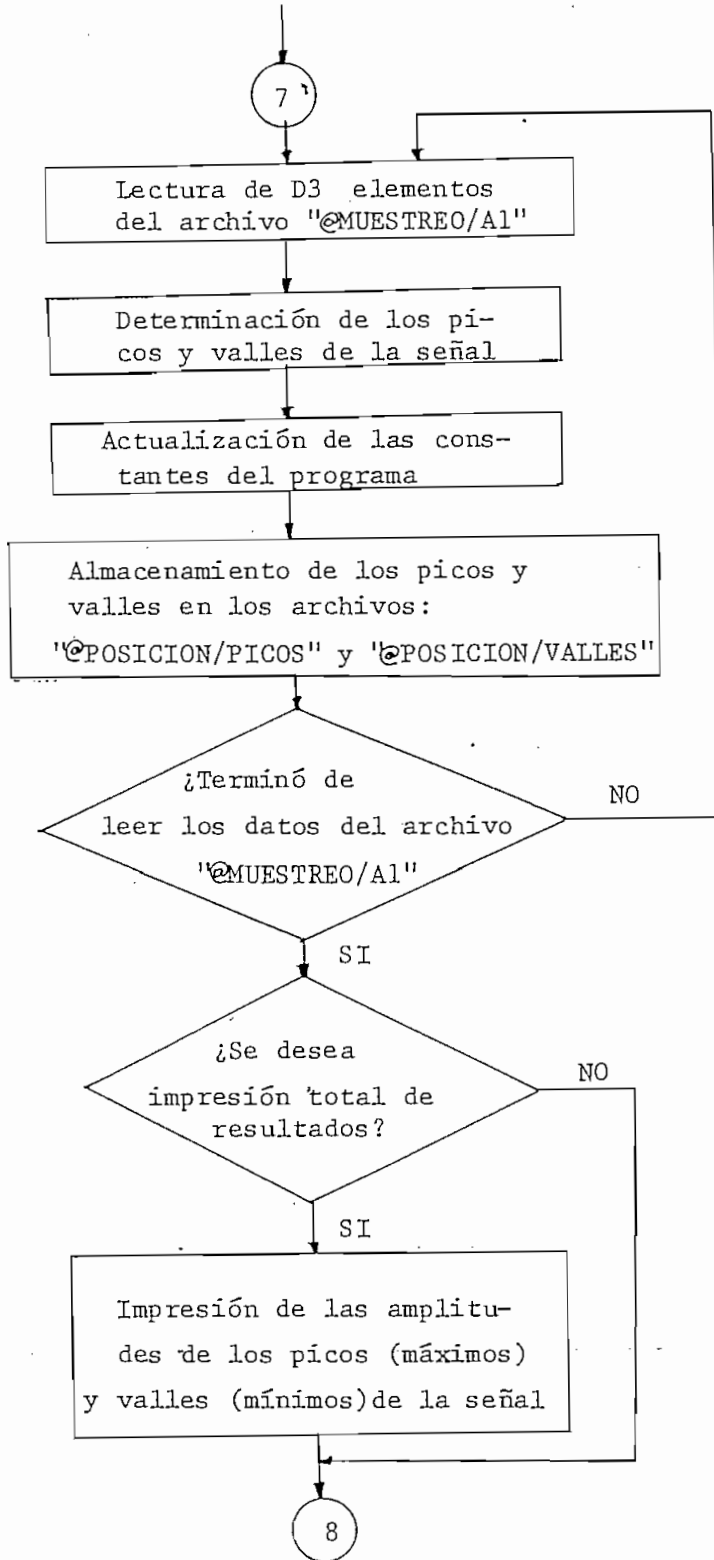 7
Lectura de D3 elementos
del archivo "@MUESTREO/A1"
Determinación de los pi-
cos y valles de la señal
Actualización de las cons-
tantes del programa
Almacenamiento de los picos y
valles en los archivos:
"@POSICION/PICOS" y "@POSICION/VALLES"
¿Terminó de
leer los datos del archivo
"@MUESTREO/A1"
NO
SI
¿Se desea
impresión total de
resultados?
NO
SI
Impresión de las amplitu-
des de los picos (máximos)
y valles (mínimos)de la señal
8